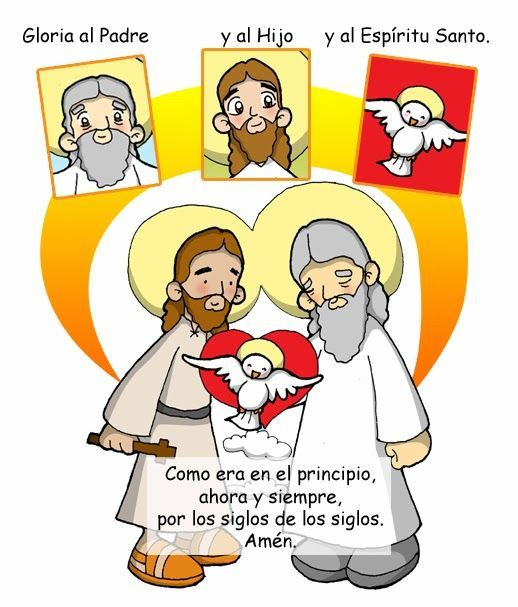 Gloria al Padre y al Hijo y al Espíritu Santo.
Como era en el principio,
ahora y siempre,
por los siglos de los siglos.
Amén.